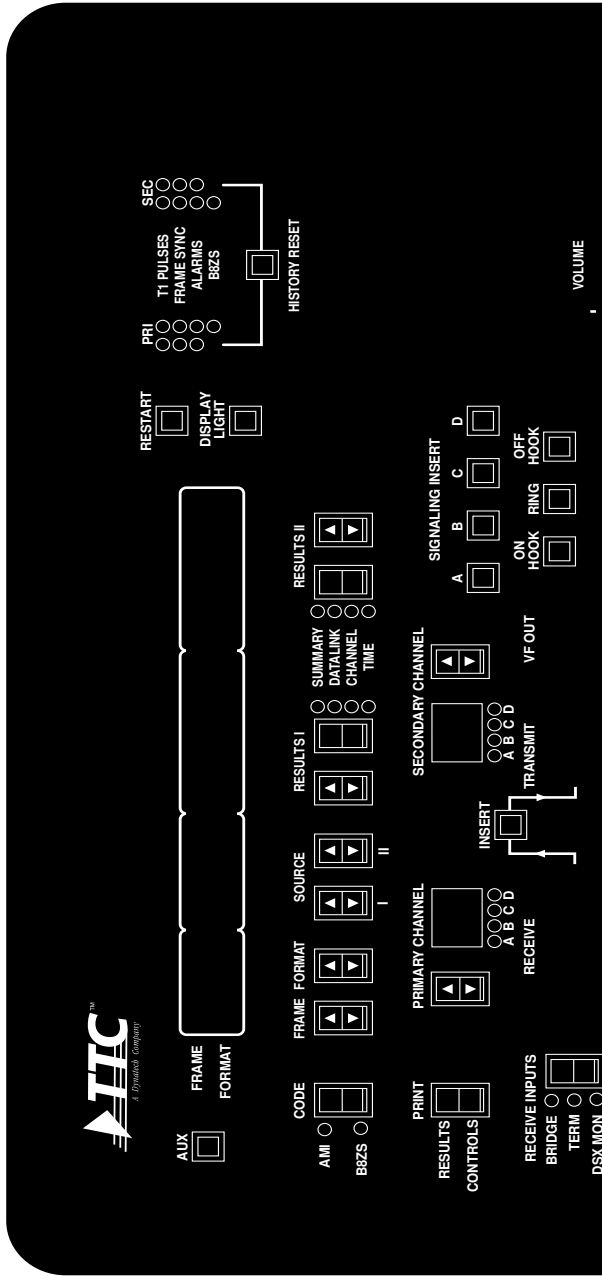 TTC™
A Dynatech Company
AUX
FRAME
FORMAT
RESTART
DISPLAY
LIGHT
PRI
SEC
T1 PULSES
FRAME SYNC
ALARMS
B8ZS
HISTORY RESET
CODE
AMI
B8ZS
FRAME
FORMAT
SOURCE
I
II
RESULTS I
SUMMARY
DATALINK
CHANNEL
TIME
RESULTS II
PRINT
RESULTS
CONTROLS
PRIMARY CHANNEL
A B C D
RECEIVE
INSERT
SECONDARY CHANNEL
A B C D
TRANSMIT
SIGNALING INSERT
A
B
C
D
ON
HOOK
RING
OFF
HOOK
VF OUT
VOLUME
RECEIVE INPUTS
BRIDGE
TERM
DSX MON